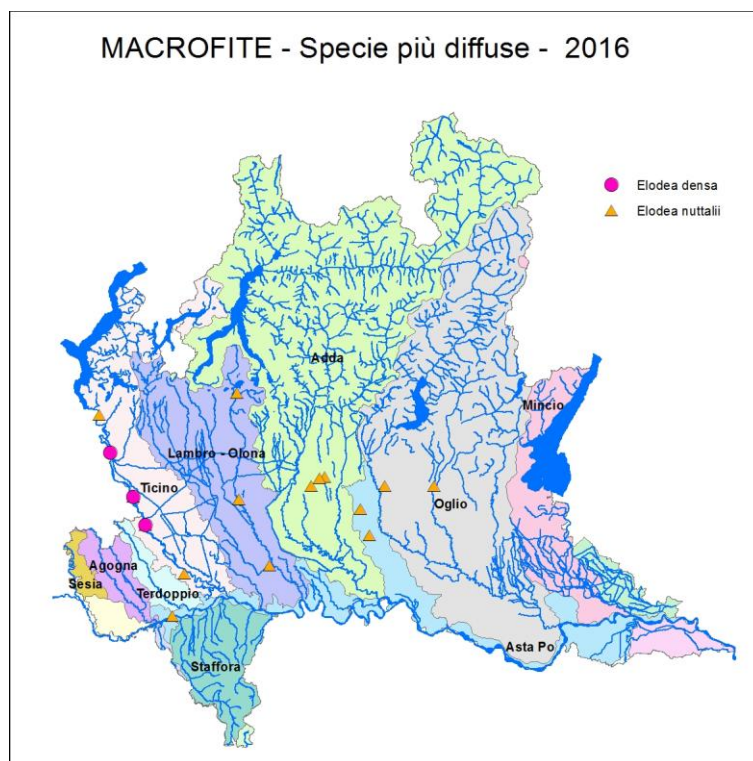 MACROFITE - Specie più diffuse - 2016
Elodea densa
Elodea nuttalii
Adda
Mincio
Lambro - Olona
Ticino
Oglio
Agogna
Sesia
Terdoppio
Asta Po
Staffora